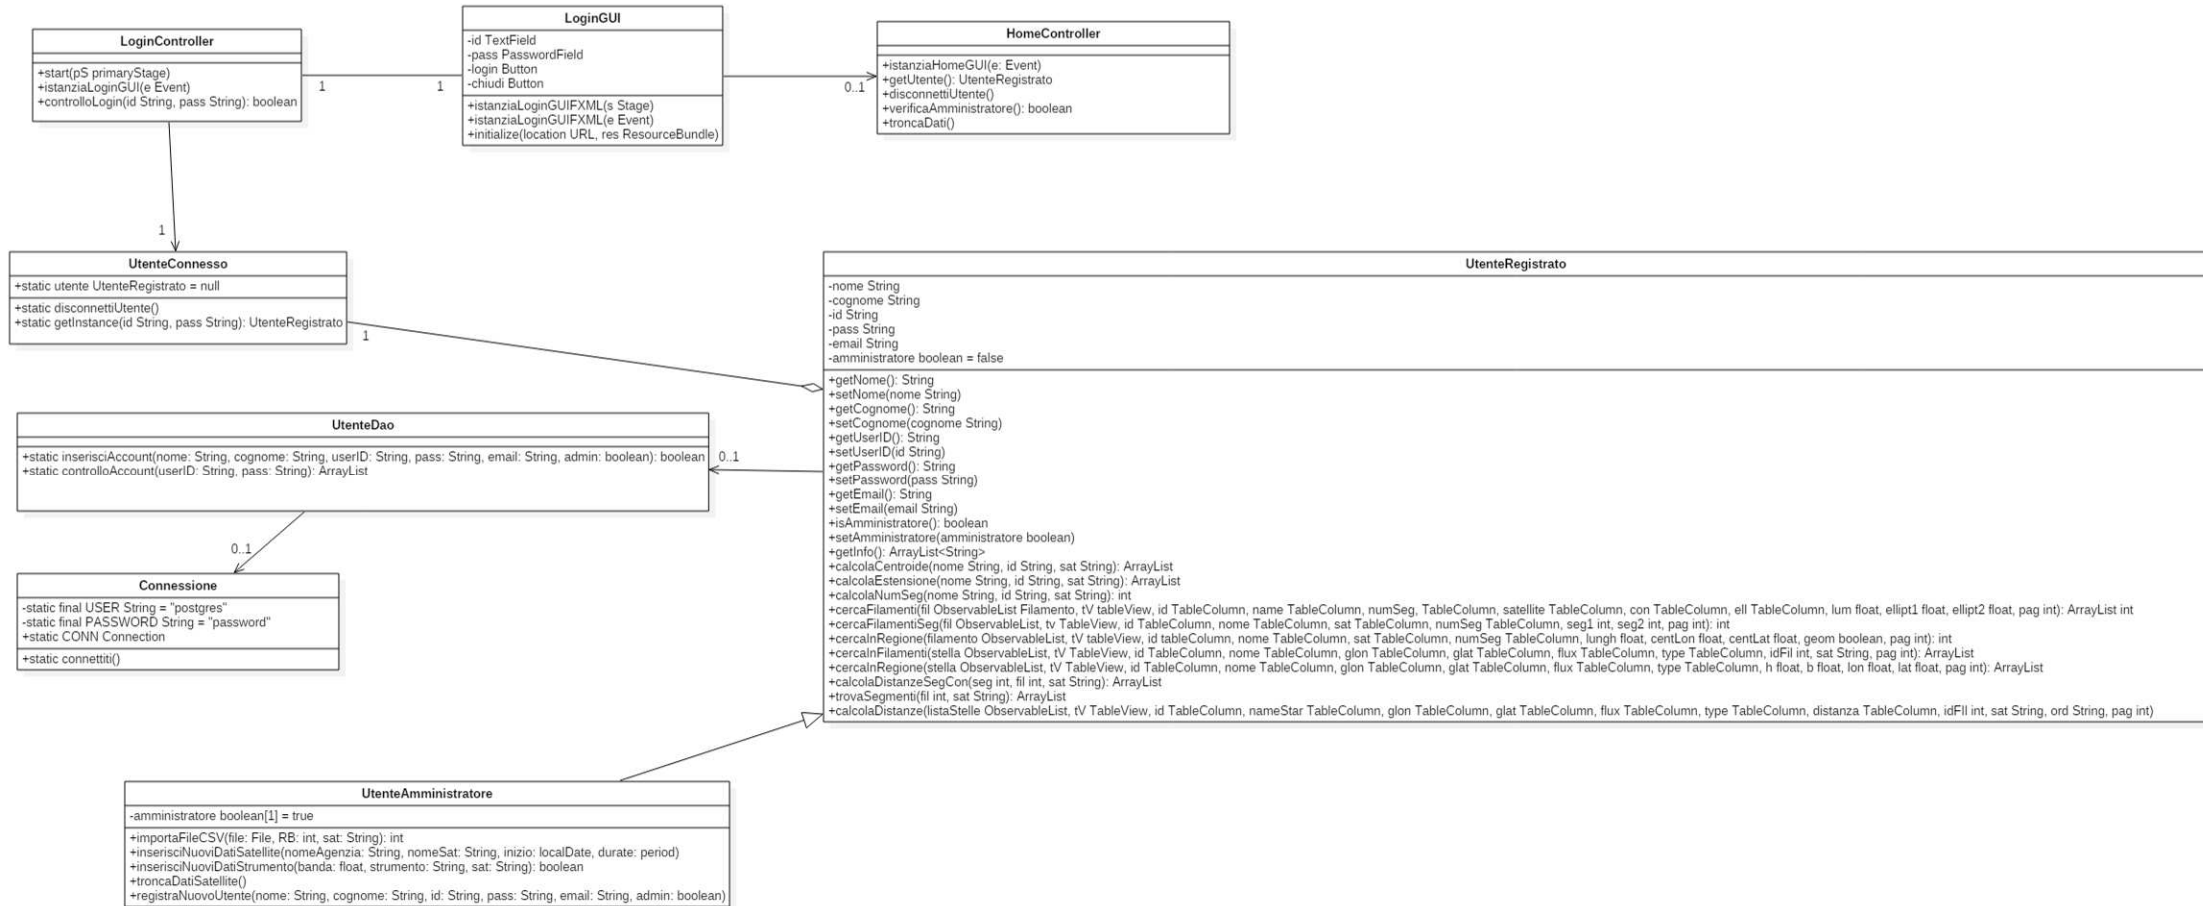 LoginController
+start(pS primaryStage)
+istanziaLoginGUI(e Event)
+controlloLogin(id String, pass String): boolean
1
1
LoginGUI
-id TextField
-pass PasswordField
-login Button
-chiudi Button
+istanziaLoginGUIFXML(s Stage)
+istanziaLoginGUIFXML(e Event)
+initialize(location URL, res ResourceBundle)
0..1
HomeController
+istanziaHomeGUI(e: Event)
+getUtente(): UtenteRegistrato
+disconnettiUtente()
+verificaAmministratore(): boolean
+troncaDati()
1
UtenteConnesso
+static utente UtenteRegistrato = null
+static disconnettiUtente()
+static getInstance(id String, pass String): UtenteRegistrato
1
UtenteRegistrato
-nome String
-cognome String
-id String
-pass String
-email String
-amministratore boolean = false
+getNome(): String
+setNome(nome String)
+getCognome(): String
+setCognome(cognome String)
+getUserID(): String
+setUserID(id String)
+getPassword(): String
+setPassword(pass String)
+getEmail(): String
+setEmail(email String)
+isAmministratore(): boolean
+setAmministratore(amministratore boolean)
+getInfo(): ArrayList<String>
+calcolaCentroide(nome String, id String, sat String): ArrayList
+calcolaEstensione(nome String, id String, sat String): ArrayList
+calcolaNumSeg(nome String, id String, sat String): int
+cercaFilamenti(fil ObservableList Filamento, tV tableView, id TableColumn, name TableColumn, numSeg, TableColumn, satellite TableColumn, con TableColumn, ell TableColumn, lum float, ellipt1 float, ellipt2 float, pag int): ArrayList int
+cercaFilamentiSeg(fil ObservableList, tv TableView, id TableColumn, nome TableColumn, sat TableColumn, numSeg TableColumn, seg1 int, seg2 int, pag int): int
+cercaInRegione(filamento ObservableList, tV tableView, id tableColumn, nome TableColumn, sat TableColumn, numSeg TableColumn, lungh float, centLon float, centLat float, geom boolean, pag int): int
+cercaInFilamenti(stella ObservableList, tV TableView, id TableColumn, nome TableColumn, glon TableColumn, glat TableColumn, flux TableColumn, type TableColumn, idFil int, sat String, pag int): ArrayList
+cercaInRegione(stella ObservableList, tV TableView, id TableColumn, nome TableColumn, glon TableColumn, glat TableColumn, flux TableColumn, type TableColumn, h float, b float, lon float, lat float, pag int): ArrayList
+calcolaDistanzeSegCon(seg int, fil int, sat String): ArrayList
+trovaSegmenti(fil int, sat String): ArrayList
+calcolaDistanze(listaStelle ObservableList, tV TableView, id TableColumn, nameStar TableColumn, glon TableColumn, glat TableColumn, flux TableColumn, type TableColumn, distanza TableColumn, idFIl int, sat String, ord String, pag int)
UtenteDao
+static inserisciAccount(nome: String, cognome: String, userID: String, pass: String, email: String, admin: boolean): boolean
+static controlloAccount(userID: String, pass: String): ArrayList
0..1
0..1
Connessione
-static final USER String = "postgres"
-static final PASSWORD String = "password"
+static CONN Connection
+static connettiti()
UtenteAmministratore
-amministratore boolean[1] = true
+importaFileCSV(file: File, RB: int, sat: String): int
+inserisciNuoviDatiSatellite(nomeAgenzia: String, nomeSat: String, inizio: localDate, durate: period)
+inserisciNuoviDatiStrumento(banda: float, strumento: String, sat: String): boolean
+troncaDatiSatellite()
+registraNuovoUtente(nome: String, cognome: String, id: String, pass: String, email: String, admin: boolean)